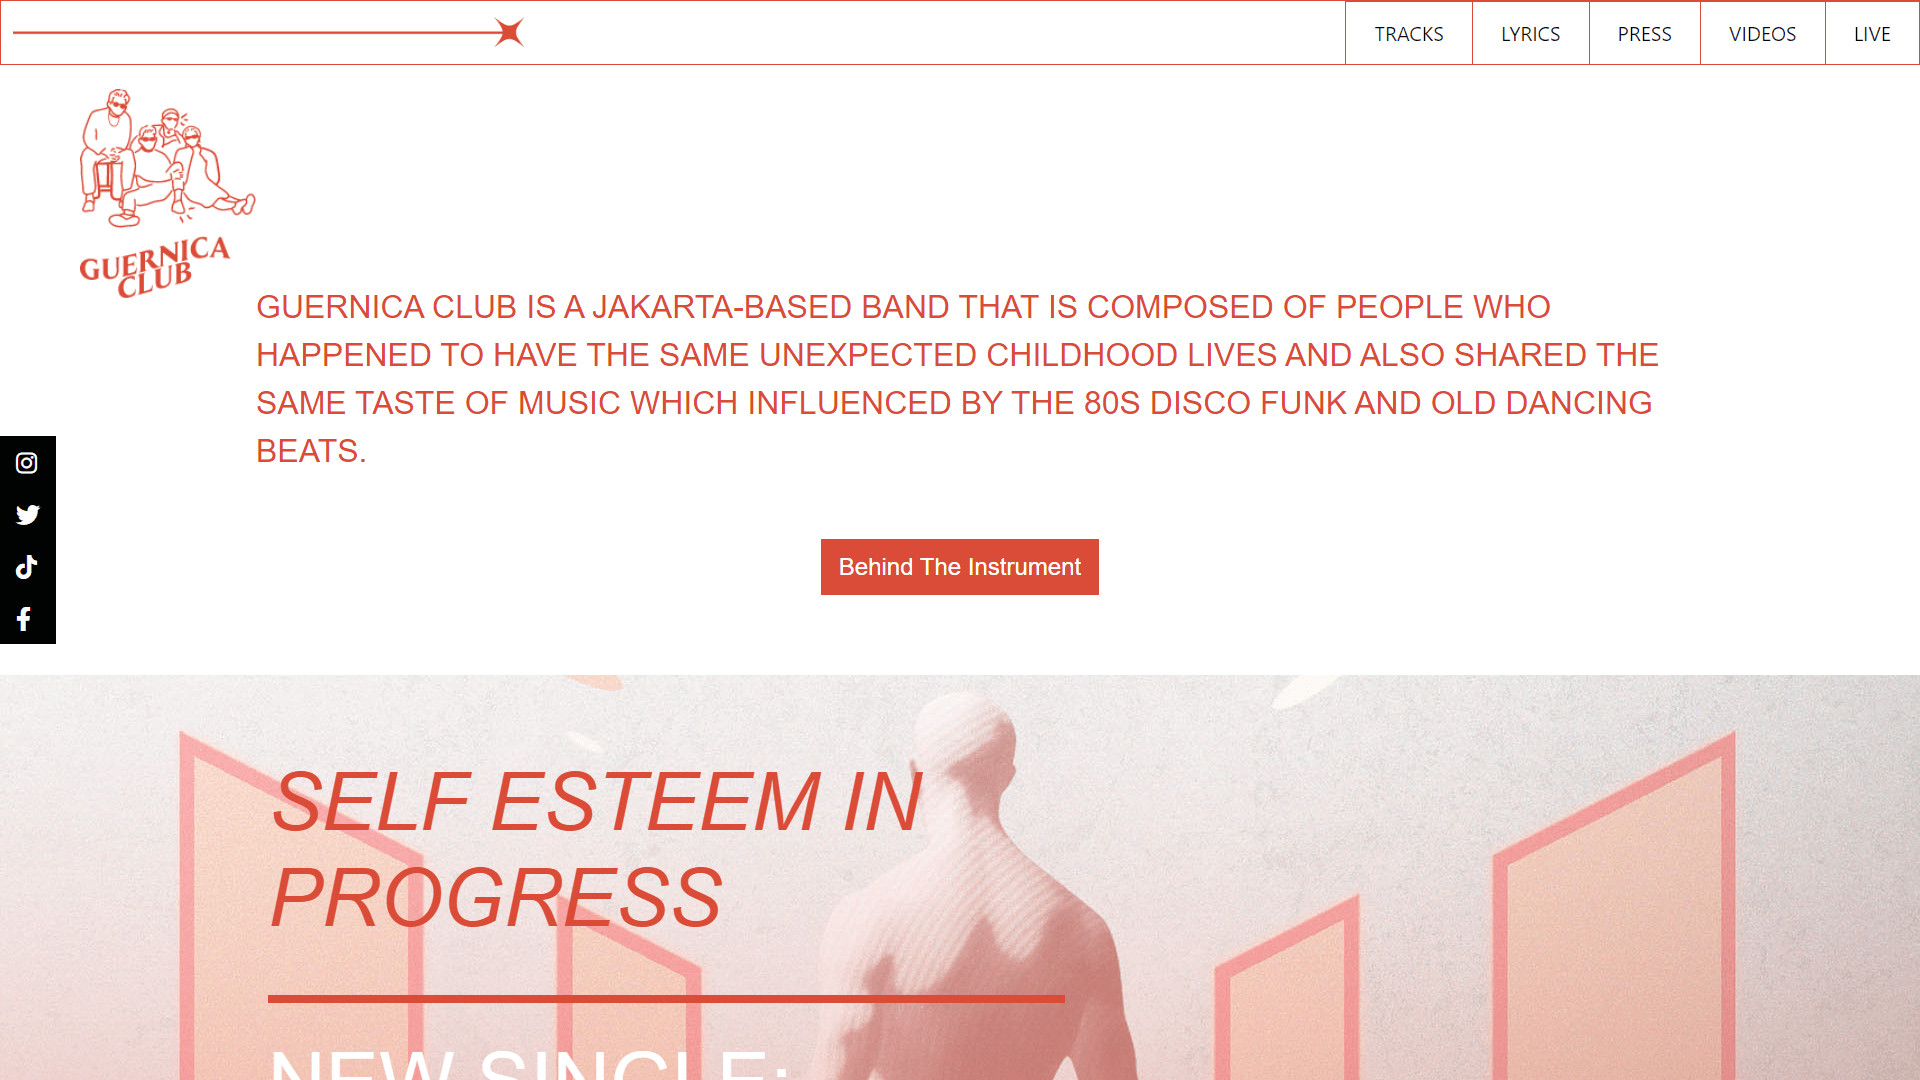 TRACKS
LYRICS
PRESS
VIDEOS
LIVE
GUERNICA
CLUB
GUERNICA CLUB IS A JAKARTA-BASED BAND THAT IS COMPOSED OF PEOPLE WHO
HAPPENED TO HAVE THE SAME UNEXPECTED CHILDHOOD LIVES AND ALSO SHARED THE
SAME TASTE OF MUSIC WHICH INFLUENCED BY THE 80S DISCO FUNK AND OLD DANCING
BEATS.
Behind The Instrument
SELF ESTEEM IN
PROGRESS
NEW SINGLE: